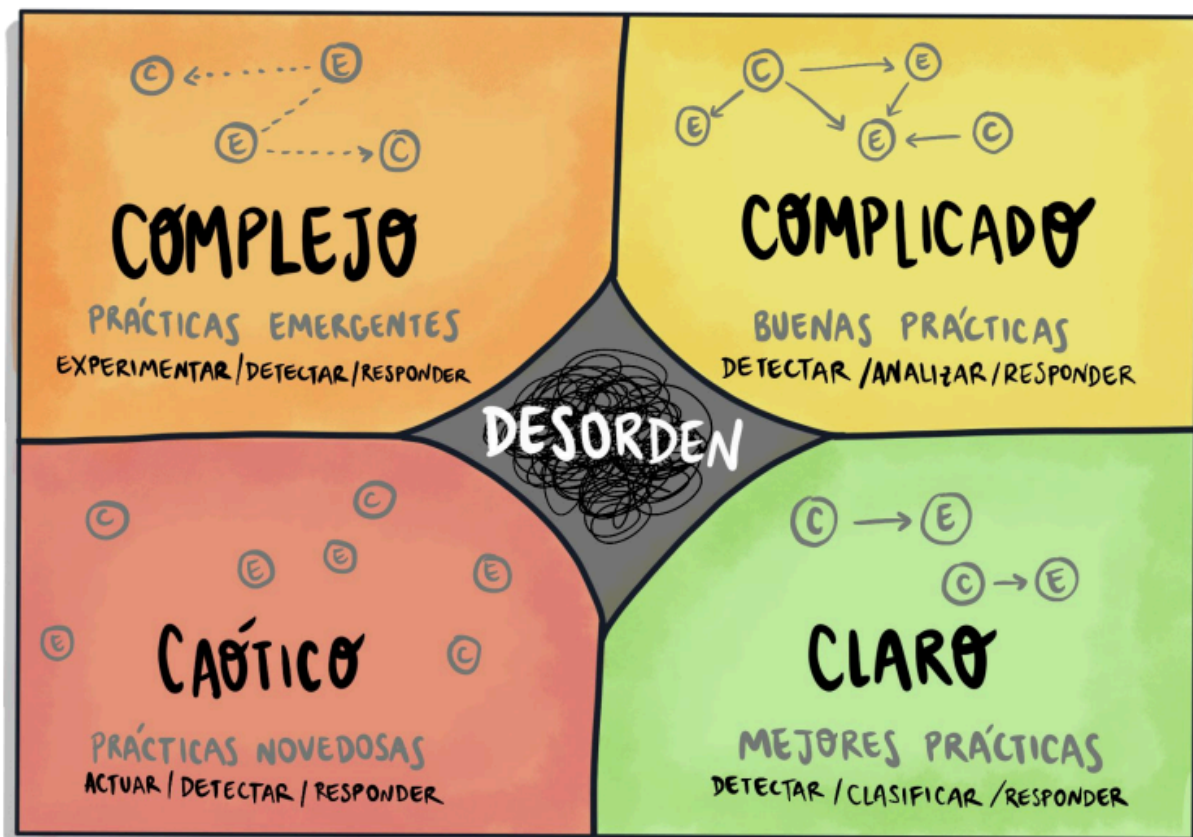 C E
E C
COMPLEJO
PRÁCTICAS EMERGENTES
EXPERIMENTAR/DETECTAR/RESPONDER
C E
E E C
COMPLICADO
BUENAS PRÁCTICAS
DETECTAR /ANALIZAR/RESPONDER
DESORDEN
C C
E E E
E C
CAÓTICO
PRÁCTICAS NOVEDOSAS
ACTUAR / DETECTAR / RESPONDER
C E
C E
CLARO
MEJORES PRÁCTICAS
DETECTAR / CLASIFICAR /RESPONDER